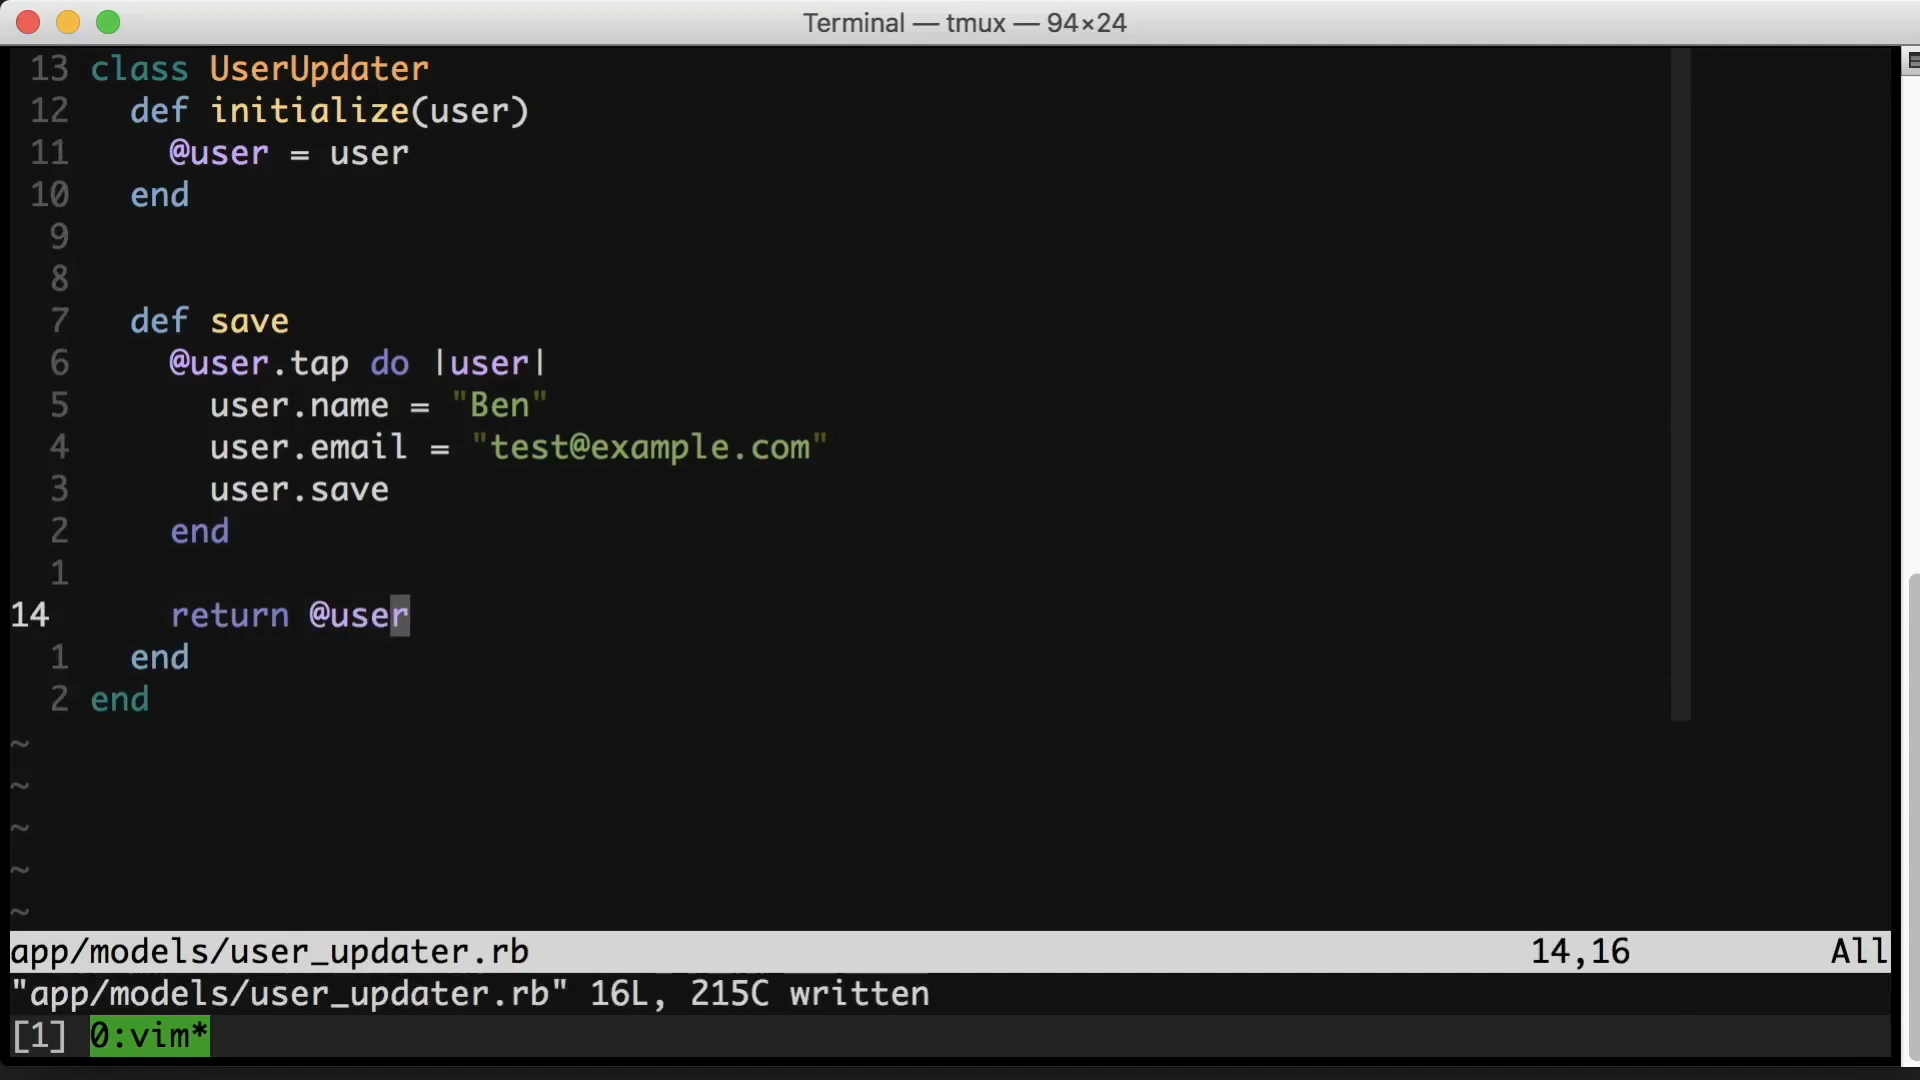 Terminal — tmux — 94×24
13 class UserUpdater
12   def initialize(user)
11     @user = user
10   end
 9
 8
 7   def save
 6     @user.tap do |user|
 5       user.name = "Ben"
 4       user.email = "test@example.com"
 3       user.save
 2     end
 1
14     return @user
 1   end
 2 end
~
~
~
~
~
app/models/user_updater.rb 14,16 All
"app/models/user_updater.rb" 16L, 215C written
[1] 0:vim*